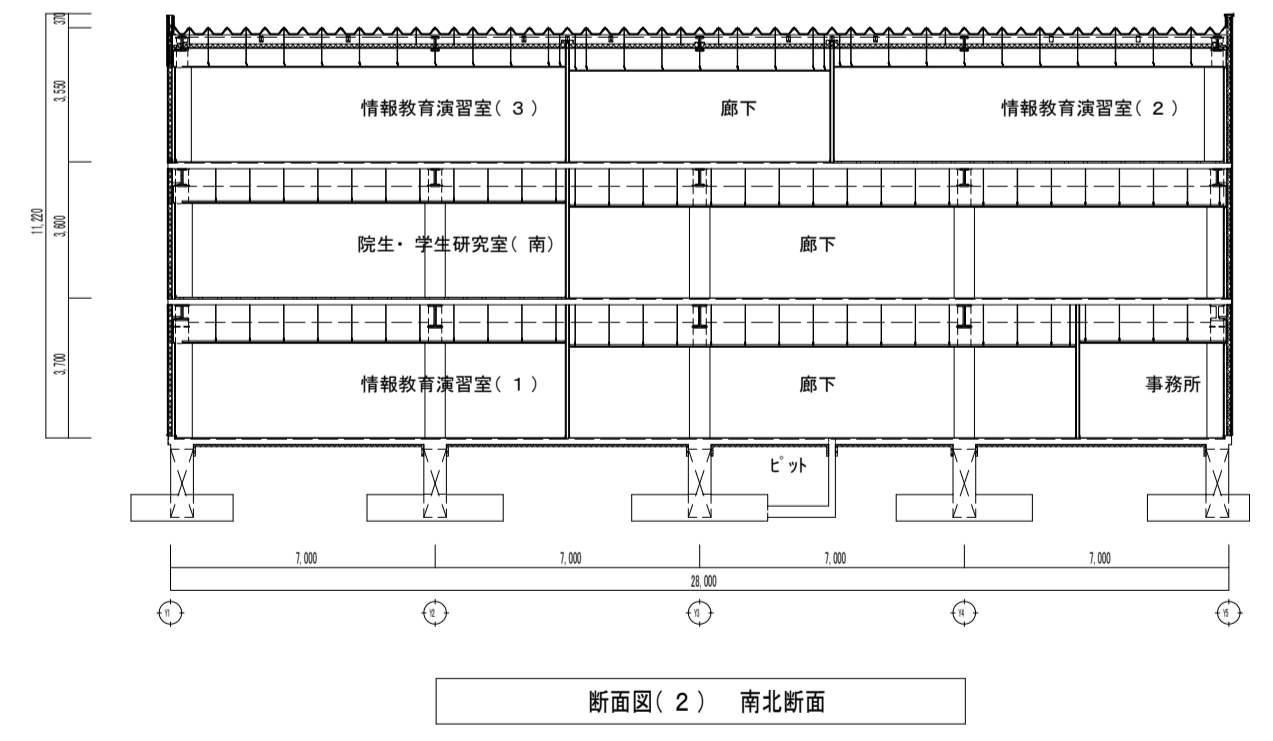 370
3,550
情報教育演習室( 3 )
廊下
情報教育演習室( 2 )
11,220
3,600
院生・学生研究室( 南)
廊下
3,700
情報教育演習室( 1 )
廊下
事務所
ピット
7,000
7,000
7,000
7,000
28,000
Y1
Y2
Y3
Y4
Y5
断面図( 2 ) 南北断面